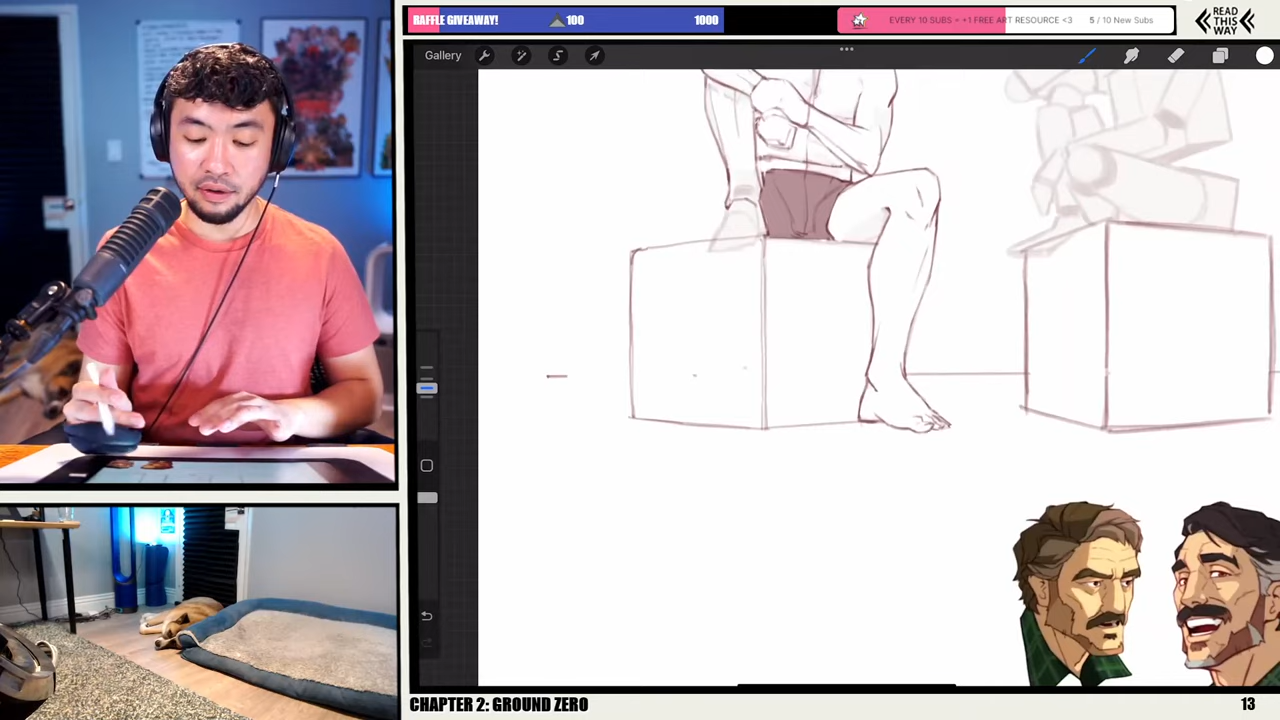 RAFFLE GIVEAWAY!
100
1000
EVERY 10 SUBS = +1 FREE ART RESOURCE <3
5 / 10 New Subs
READ
THIS
WAY
Gallery
CHAPTER 2: GROUND ZERO
13